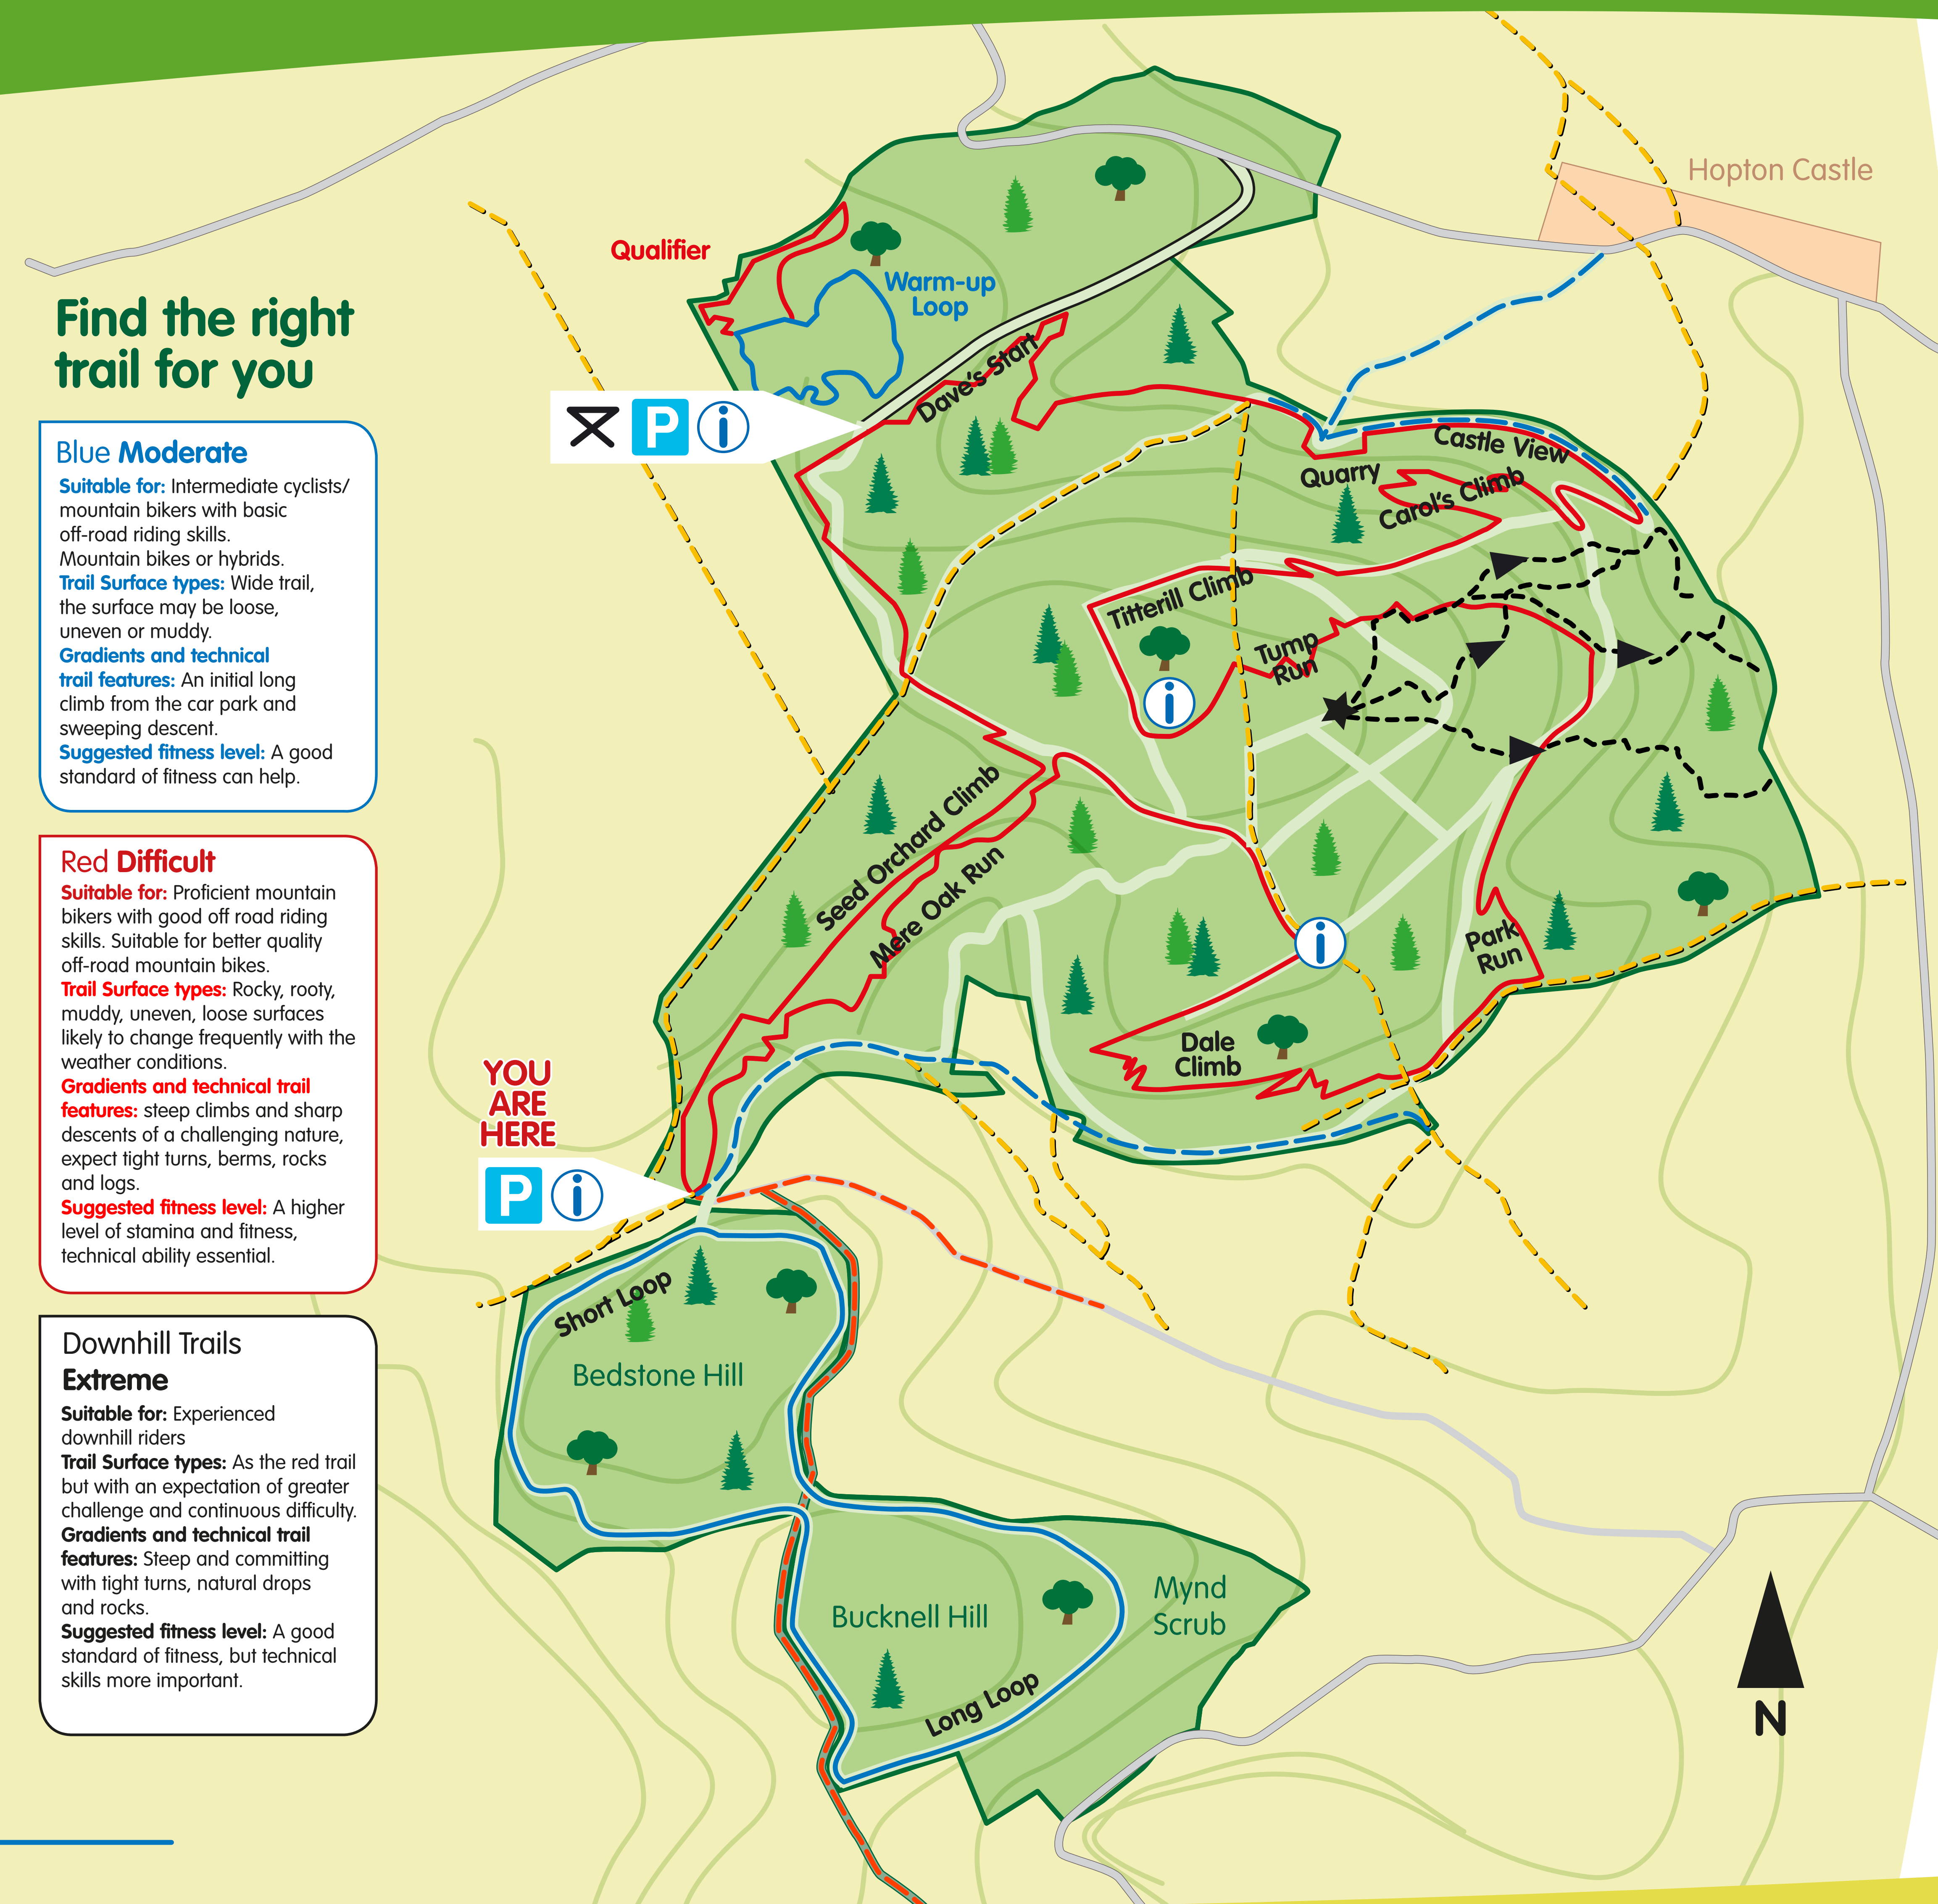 Find the right
trail for you
Blue Moderate
Suitable for: Intermediate cyclists/
mountain bikers with basic
off-road riding skills.
Mountain bikes or hybrids.
Trail Surface types: Wide trail,
the surface may be loose,
uneven or muddy.
Gradients and technical
trail features: An initial long
climb from the car park and
sweeping descent.
Suggested fitness level: A good
standard of fitness can help.
Red Difficult
Suitable for: Proficient mountain
bikers with good off road riding
skills. Suitable for better quality
off-road mountain bikes.
Trail Surface types: Rocky, rooty,
muddy, uneven, loose surfaces
likely to change frequently with the
weather conditions.
Gradients and technical trail
features: steep climbs and sharp
descents of a challenging nature,
expect tight turns, berms, rocks
and logs.
Suggested fitness level: A higher
level of stamina and fitness,
technical ability essential.
Downhill Trails
Extreme
Suitable for: Experienced
downhill riders
Trail Surface types: As the red trail
but with an expectation of greater
challenge and continuous difficulty.
Gradients and technical trail
features: Steep and committing
with tight turns, natural drops
and rocks.
Suggested fitness level: A good
standard of fitness, but technical
skills more important.
Hopton Castle
Qualifier
Warm-up
Loop
Dave's Start
P i
Castle View
Quarry
Carol's Climb
Titterill Climb
Tump
Run
i
Seed Orchard Climb
Mere Oak Run
i
Park
Run
Dale
Climb
YOU
ARE
HERE
P i
Short Loop
Bedstone Hill
Bucknell Hill
Mynd
Scrub
Long Loop
N